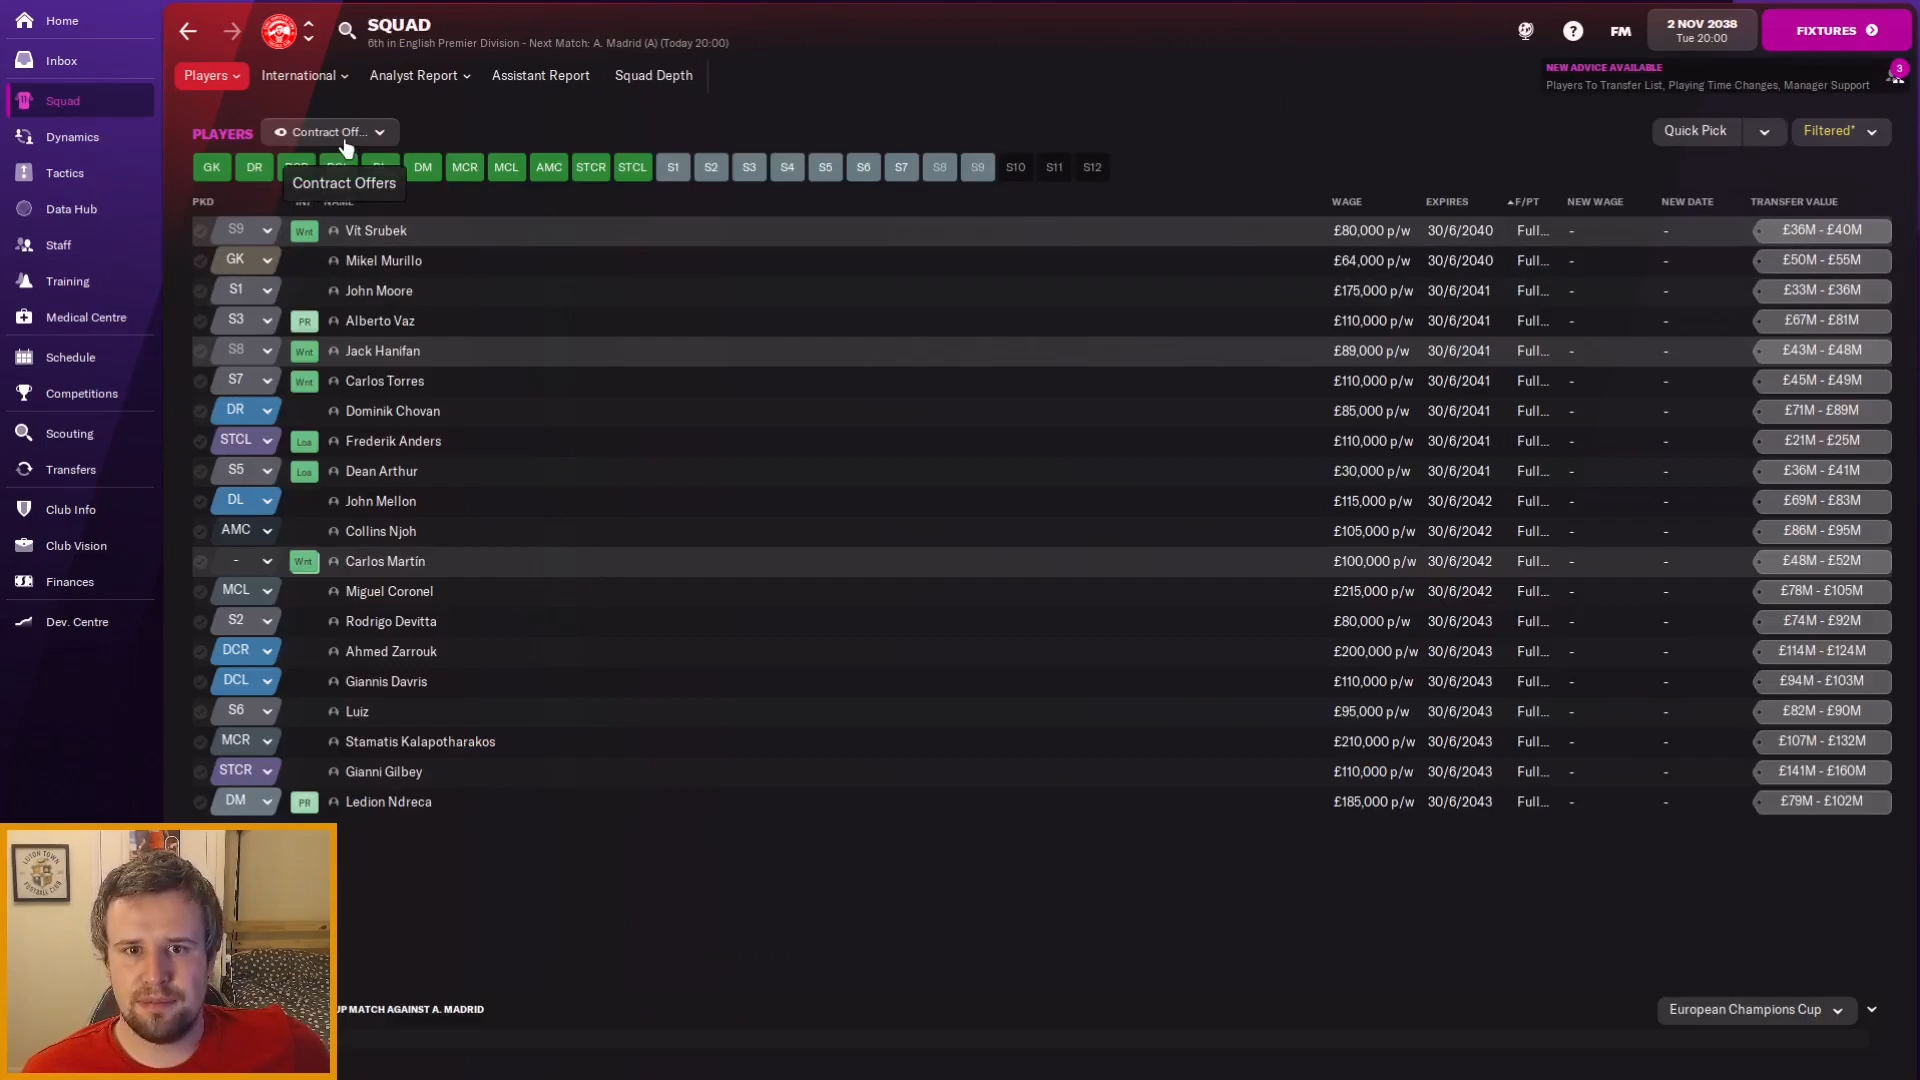 Home
Inbox
Squad
Dynamics
Tactics
Data Hub
Staff
Training
Medical Centre
Schedule
Competitions
Scouting
Transfers
Club Info
Club Vision
Finances
Dev. Centre
SQUAD
6th in English Premier Division - Next Match: A. Madrid (A) (Today 20:00)
FM
2 NOV 2038
Tue 20:00
FIXTURES
Players
International
Analyst Report
Assistant Report
Squad Depth
NEW ADVICE AVAILABLE
Players To Transfer List, Playing Time Changes, Manager Support
3
PLAYERS
Contract Off...
Quick Pick
Filtered*
GK DR DM MCR MCL AMC STCR STCL S1 S2 S3 S4 S5 S6 S7 S8 S9 S10 S11 S12
Contract Offers
PKD NAME WAGE EXPIRES F/PT NEW WAGE NEW DATE TRANSFER VALUE
S9 Wnt Vít Srubek £80,000 p/w 30/6/2040 Full... - - £36M - £40M
GK Mikel Murillo £64,000 p/w 30/6/2040 Full... - - £50M - £55M
S1 John Moore £175,000 p/w 30/6/2041 Full... - - £33M - £36M
S3 PR Alberto Vaz £110,000 p/w 30/6/2041 Full... - - £67M - £81M
S8 Wnt Jack Hanifan £89,000 p/w 30/6/2041 Full... - - £43M - £48M
S7 Wnt Carlos Torres £110,000 p/w 30/6/2041 Full... - - £45M - £49M
DR Dominik Chovan £85,000 p/w 30/6/2041 Full... - - £71M - £89M
STCL Loa Frederik Anders £110,000 p/w 30/6/2041 Full... - - £21M - £25M
S5 Loa Dean Arthur £30,000 p/w 30/6/2041 Full... - - £36M - £41M
DL John Mellon £115,000 p/w 30/6/2042 Full... - - £69M - £83M
AMC Collins Njoh £105,000 p/w 30/6/2042 Full... - - £86M - £95M
- Wnt Carlos Martín £100,000 p/w 30/6/2042 Full... - - £48M - £52M
MCL Miguel Coronel £215,000 p/w 30/6/2042 Full... - - £78M - £105M
S2 Rodrigo Devitta £80,000 p/w 30/6/2043 Full... - - £74M - £92M
DCR Ahmed Zarrouk £200,000 p/w 30/6/2043 Full... - - £114M - £124M
DCL Giannis Davris £110,000 p/w 30/6/2043 Full... - - £94M - £103M
S6 Luiz £95,000 p/w 30/6/2043 Full... - - £82M - £90M
MCR Stamatis Kalapotharakos £210,000 p/w 30/6/2043 Full... - - £107M - £132M
STCR Gianni Gilbey £110,000 p/w 30/6/2043 Full... - - £141M - £160M
DM PR Ledion Ndreca £185,000 p/w 30/6/2043 Full... - - £79M - £102M
UP MATCH AGAINST A. MADRID
European Champions Cup
LEISTON TOWN
FOOTBALL CLUB